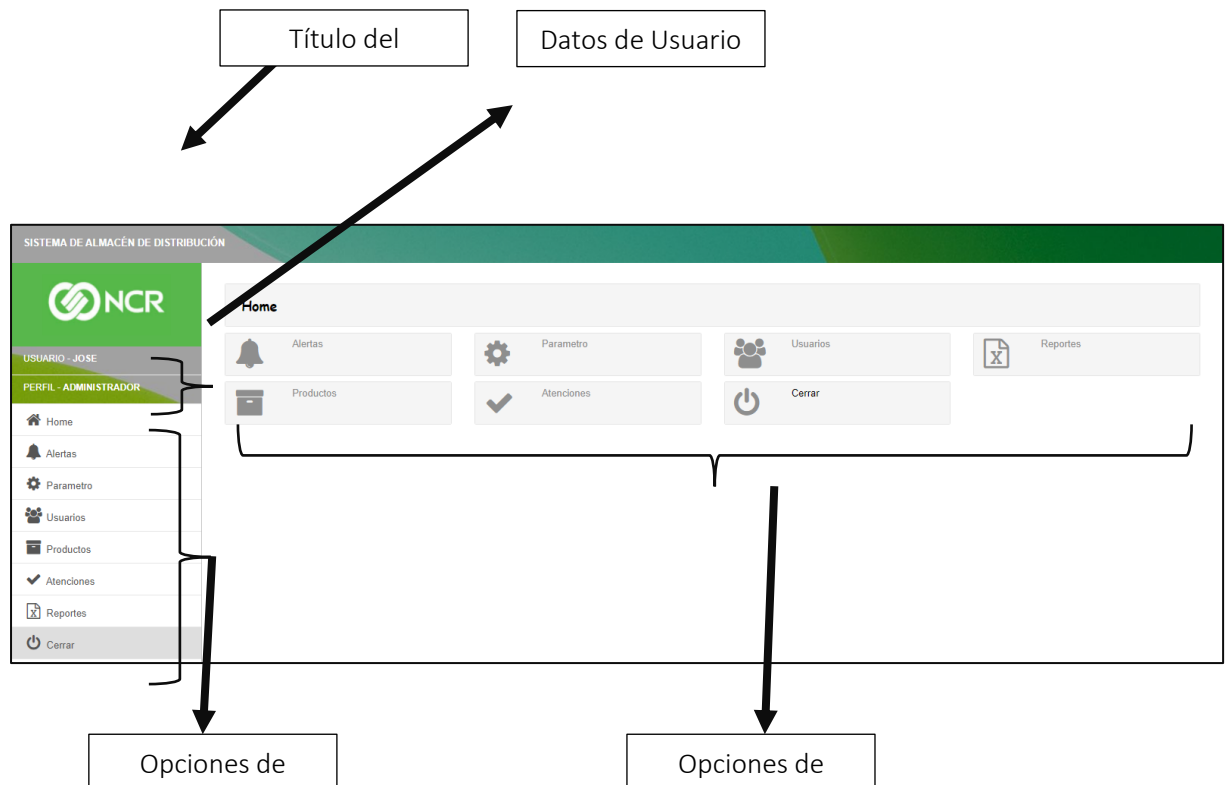 Título del
Datos de Usuario
SISTEMA DE ALMACÉN DE DISTRIBUCIÓN
NCR
USUARIO - JOSE
PERFIL - ADMINISTRADOR
Home
Alertas
Parametro
Usuarios
Productos
Atenciones
Reportes
Cerrar
Home
Alertas
Parametro
Usuarios
Reportes
Productos
Atenciones
Cerrar
Opciones de
Opciones de